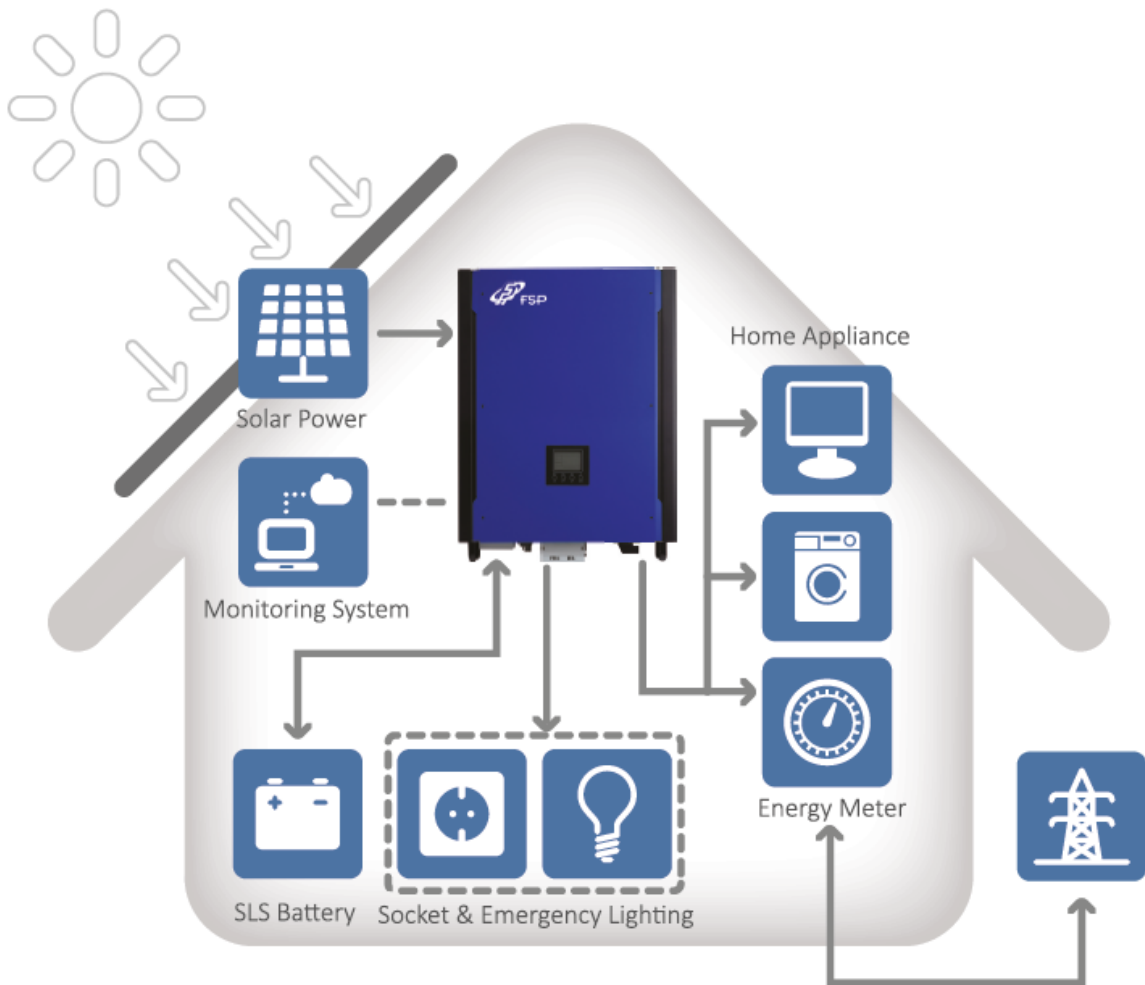 FSP
Home Appliance
Solar Power
Monitoring System
Energy Meter
SLS Battery
Socket & Emergency Lighting